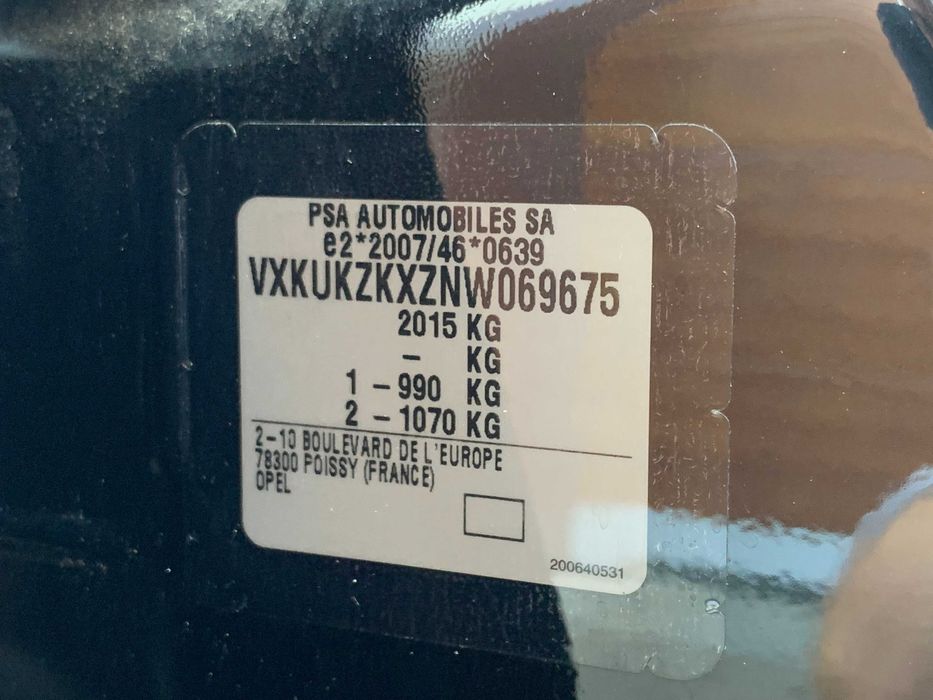 PSA AUTOMOBILES SA
e2*2007/46*0639
VXKUKZKXZNW069675
2015 KG
– KG
1 – 990 KG
2 – 1070 KG
2–10 BOULEVARD DE L'EUROPE
78300 POISSY (FRANCE)
OPEL
200640531